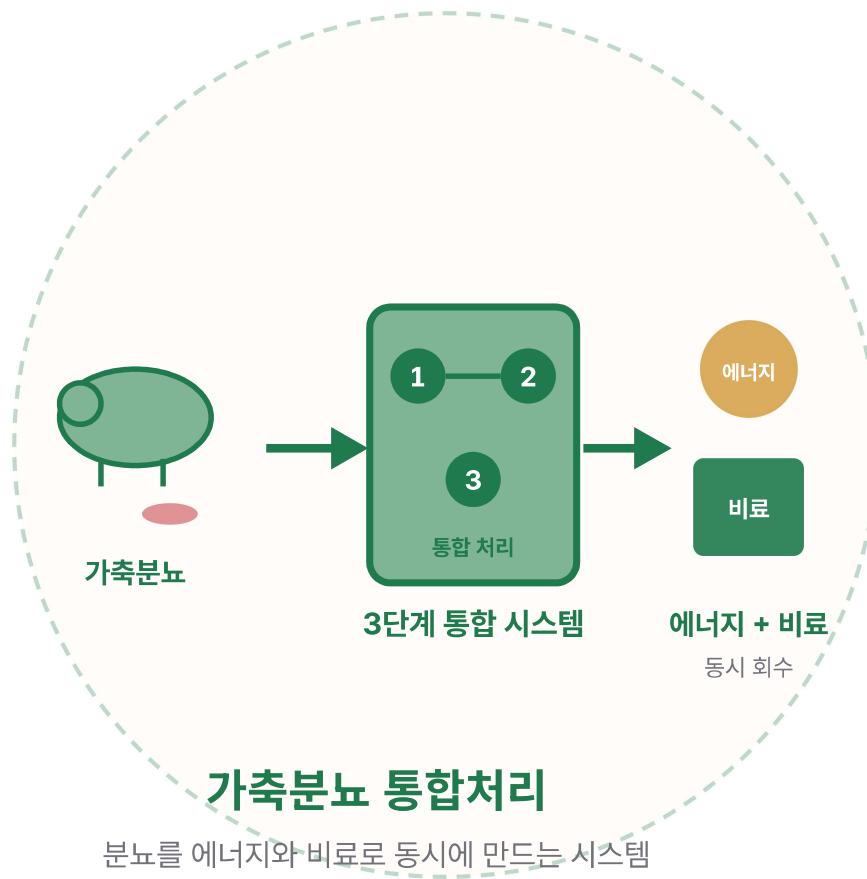 1
2
3
통합 처리
에너지
비료
가축분뇨
3단계 통합 시스템
에너지 + 비료
동시 회수
가축분뇨 통합처리
분뇨를 에너지와 비료로 동시에 만드는 시스템